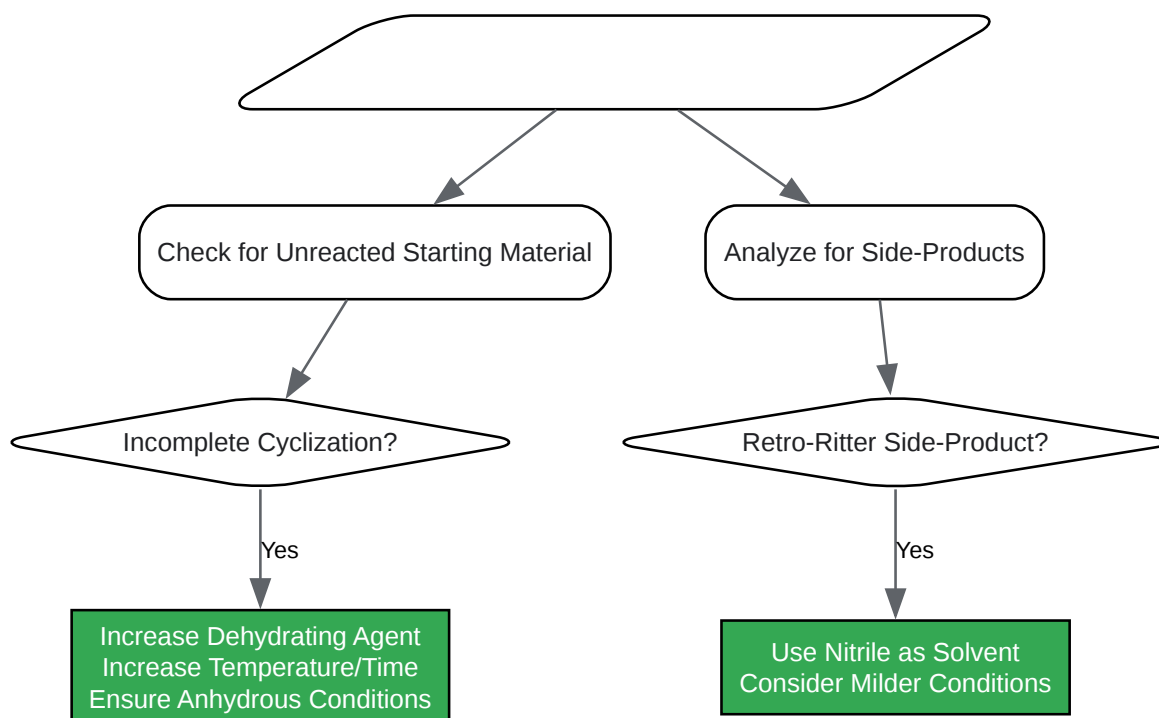 Check for Unreacted Starting Material
Analyze for Side-Products
Incomplete Cyclization?
Retro-Ritter Side-Product?
Yes
Yes
Increase Dehydrating Agent
Increase Temperature/Time
Ensure Anhydrous Conditions
Use Nitrile as Solvent
Consider Milder Conditions